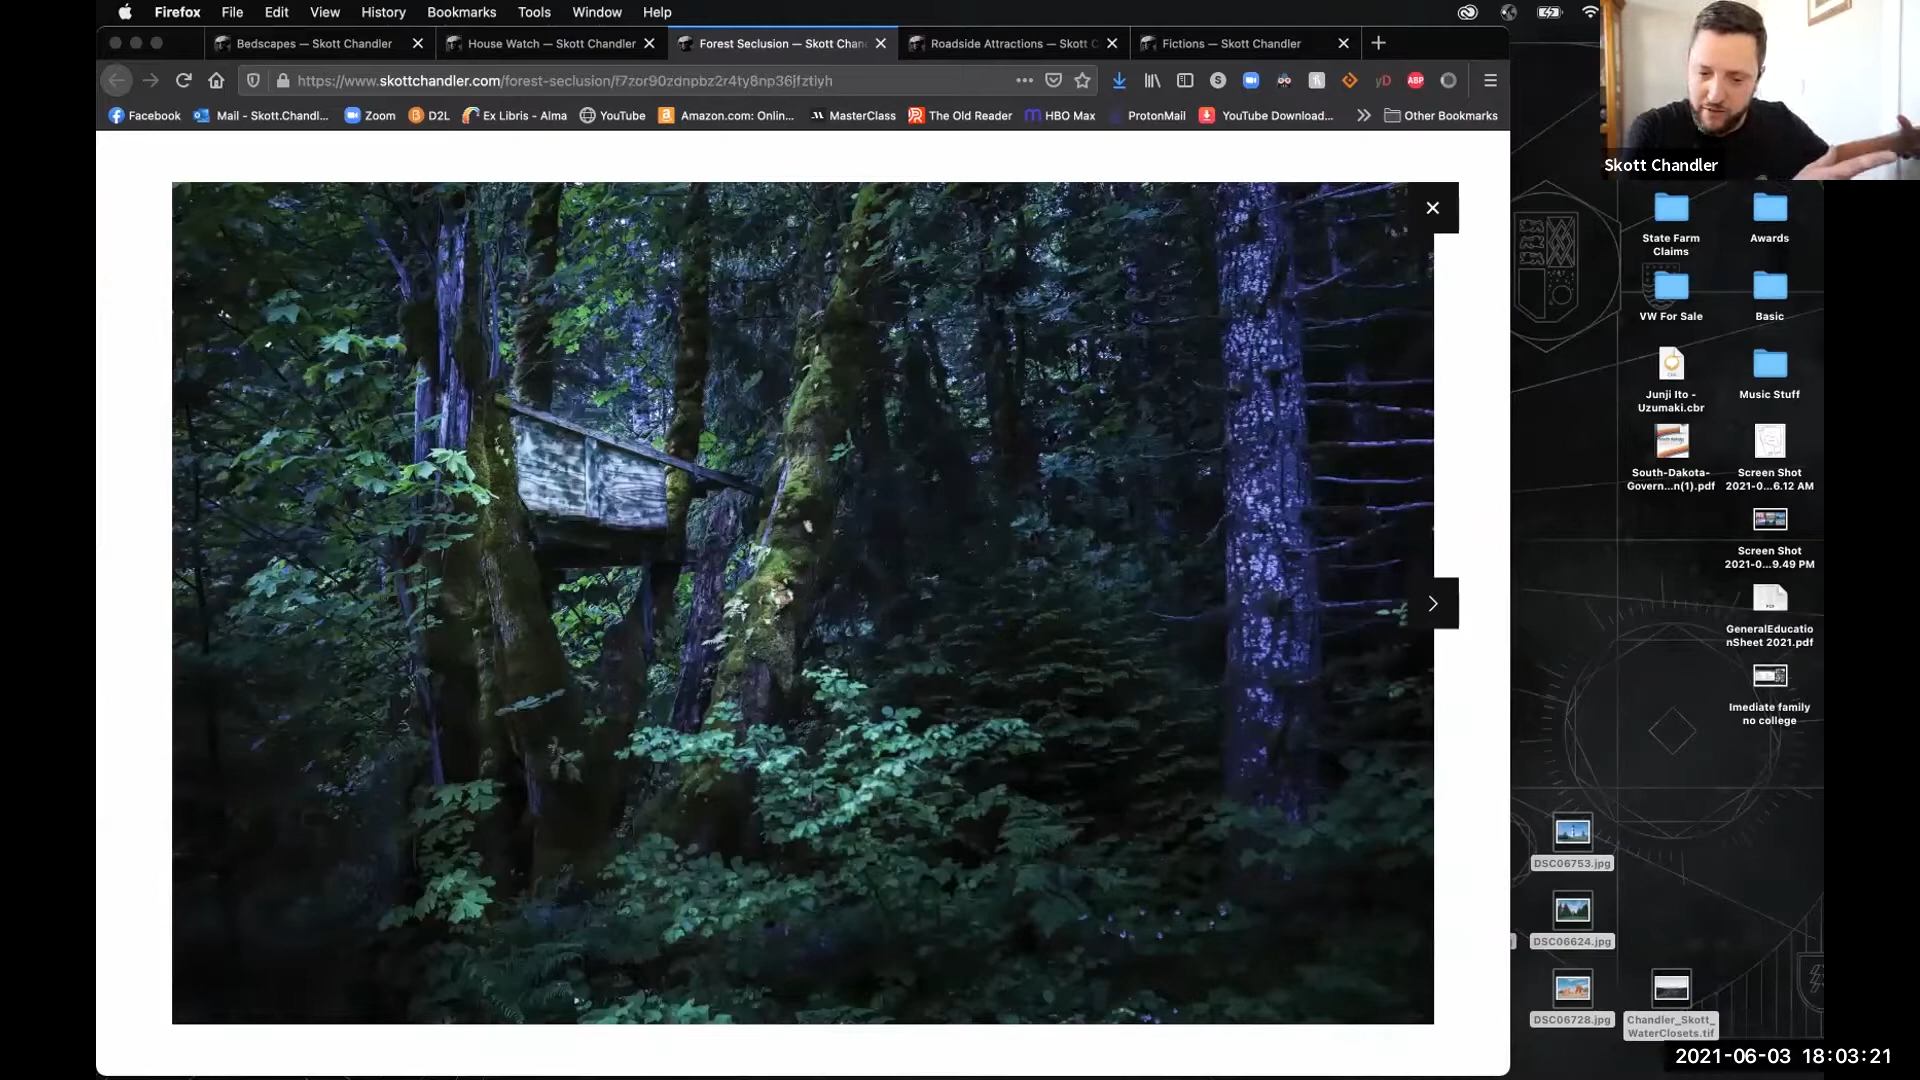 Firefox File Edit View History Bookmarks Tools Window Help
Bedscapes — Skott Chandler
House Watch — Skott Chandler
Forest Seclusion — Skott Chan
Roadside Attractions — Skott C
Fictions — Skott Chandler
https://www.skottchandler.com/forest-seclusion/f7zor90zdnpbz2r4ty8np36jfztiyh
S
yD
ABP
Facebook
Mail - Skott.Chandl...
Zoom
D2L
Ex Libris - Alma
YouTube
Amazon.com: Onlin...
MasterClass
The Old Reader
HBO Max
ProtonMail
YouTube Download...
Other Bookmarks
Skott Chandler
State Farm
Claims
Awards
VW For Sale
Basic
Junji Ito -
Uzumaki.cbr
Music Stuff
South-Dakota-
Govern...n(1).pdf
Screen Shot
2021-0...6.12 AM
Screen Shot
2021-0...9.49 PM
GeneralEducatio
nSheet 2021.pdf
Imediate family
no college
DSC06753.jpg
DSC06624.jpg
DSC06728.jpg
Chandler_Skott_
WaterClosets.tif
2021-06-03 18:03:21